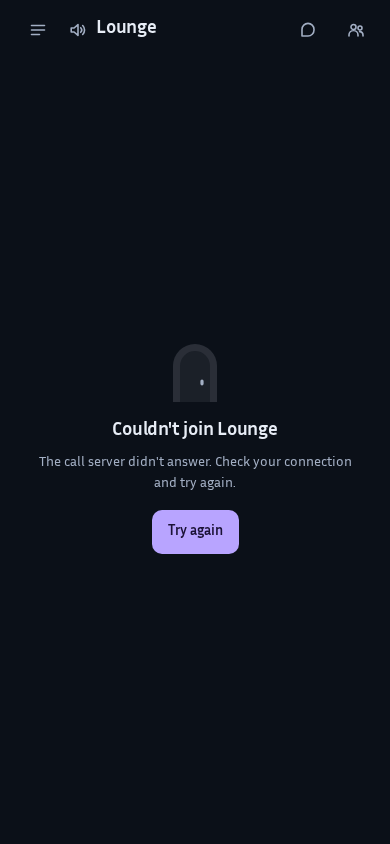 Lounge
Couldn't join Lounge
The call server didn't answer. Check your connection
and try again.
Try again